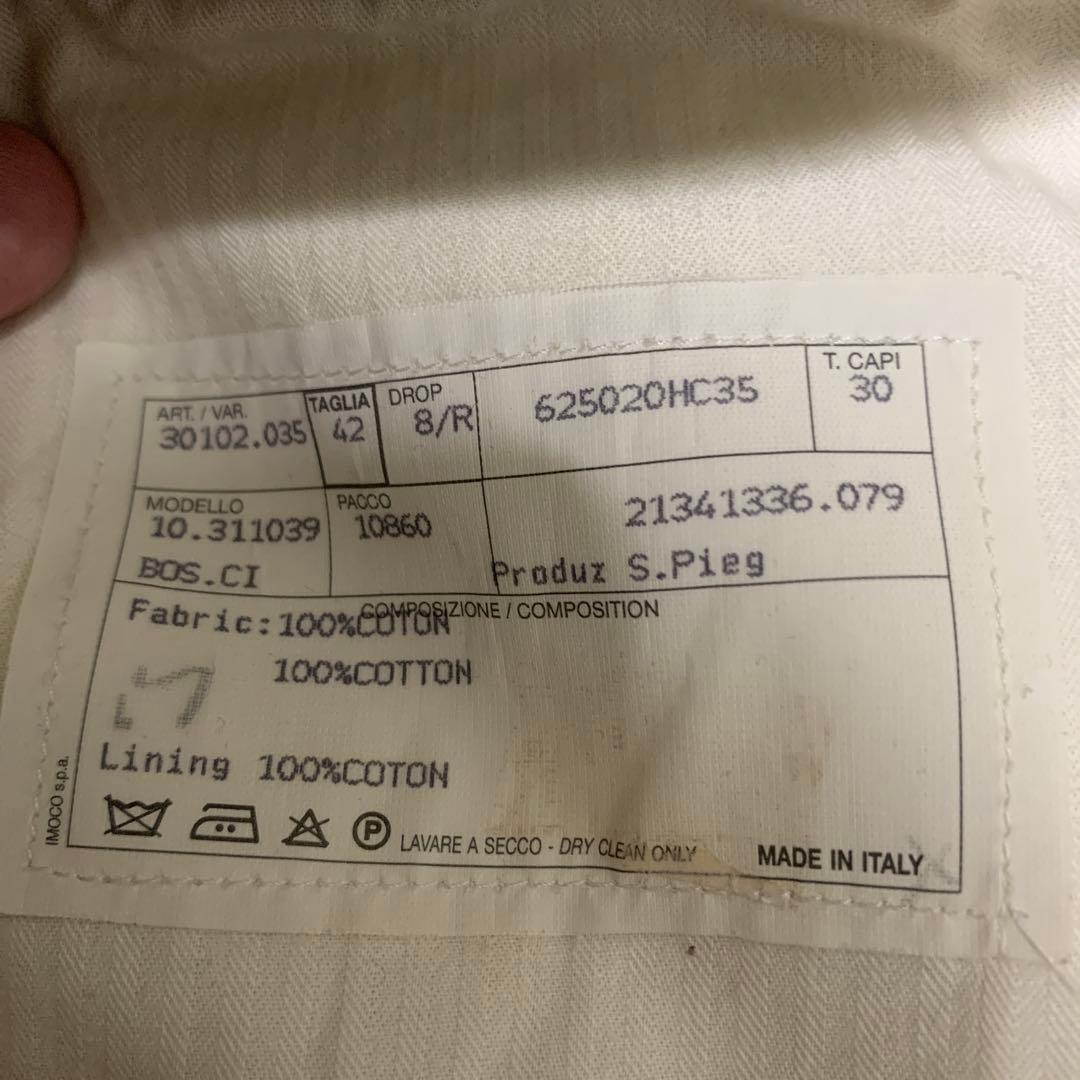 ART. / VAR. TAGLIA DROP 625020HC35 T. CAPI
30102.035 42 8/R 30
MODELLO PACCO 21341336.079
10.311039 10860
BOS.CI Produz S.Pieg
COMPOSIZIONE / COMPOSITION
Fabric: 100%COTON
100%COTTON
Lining 100%COTON
P LAVARE A SECCO - DRY CLEAN ONLY MADE IN ITALY
IMOCO s.p.a.